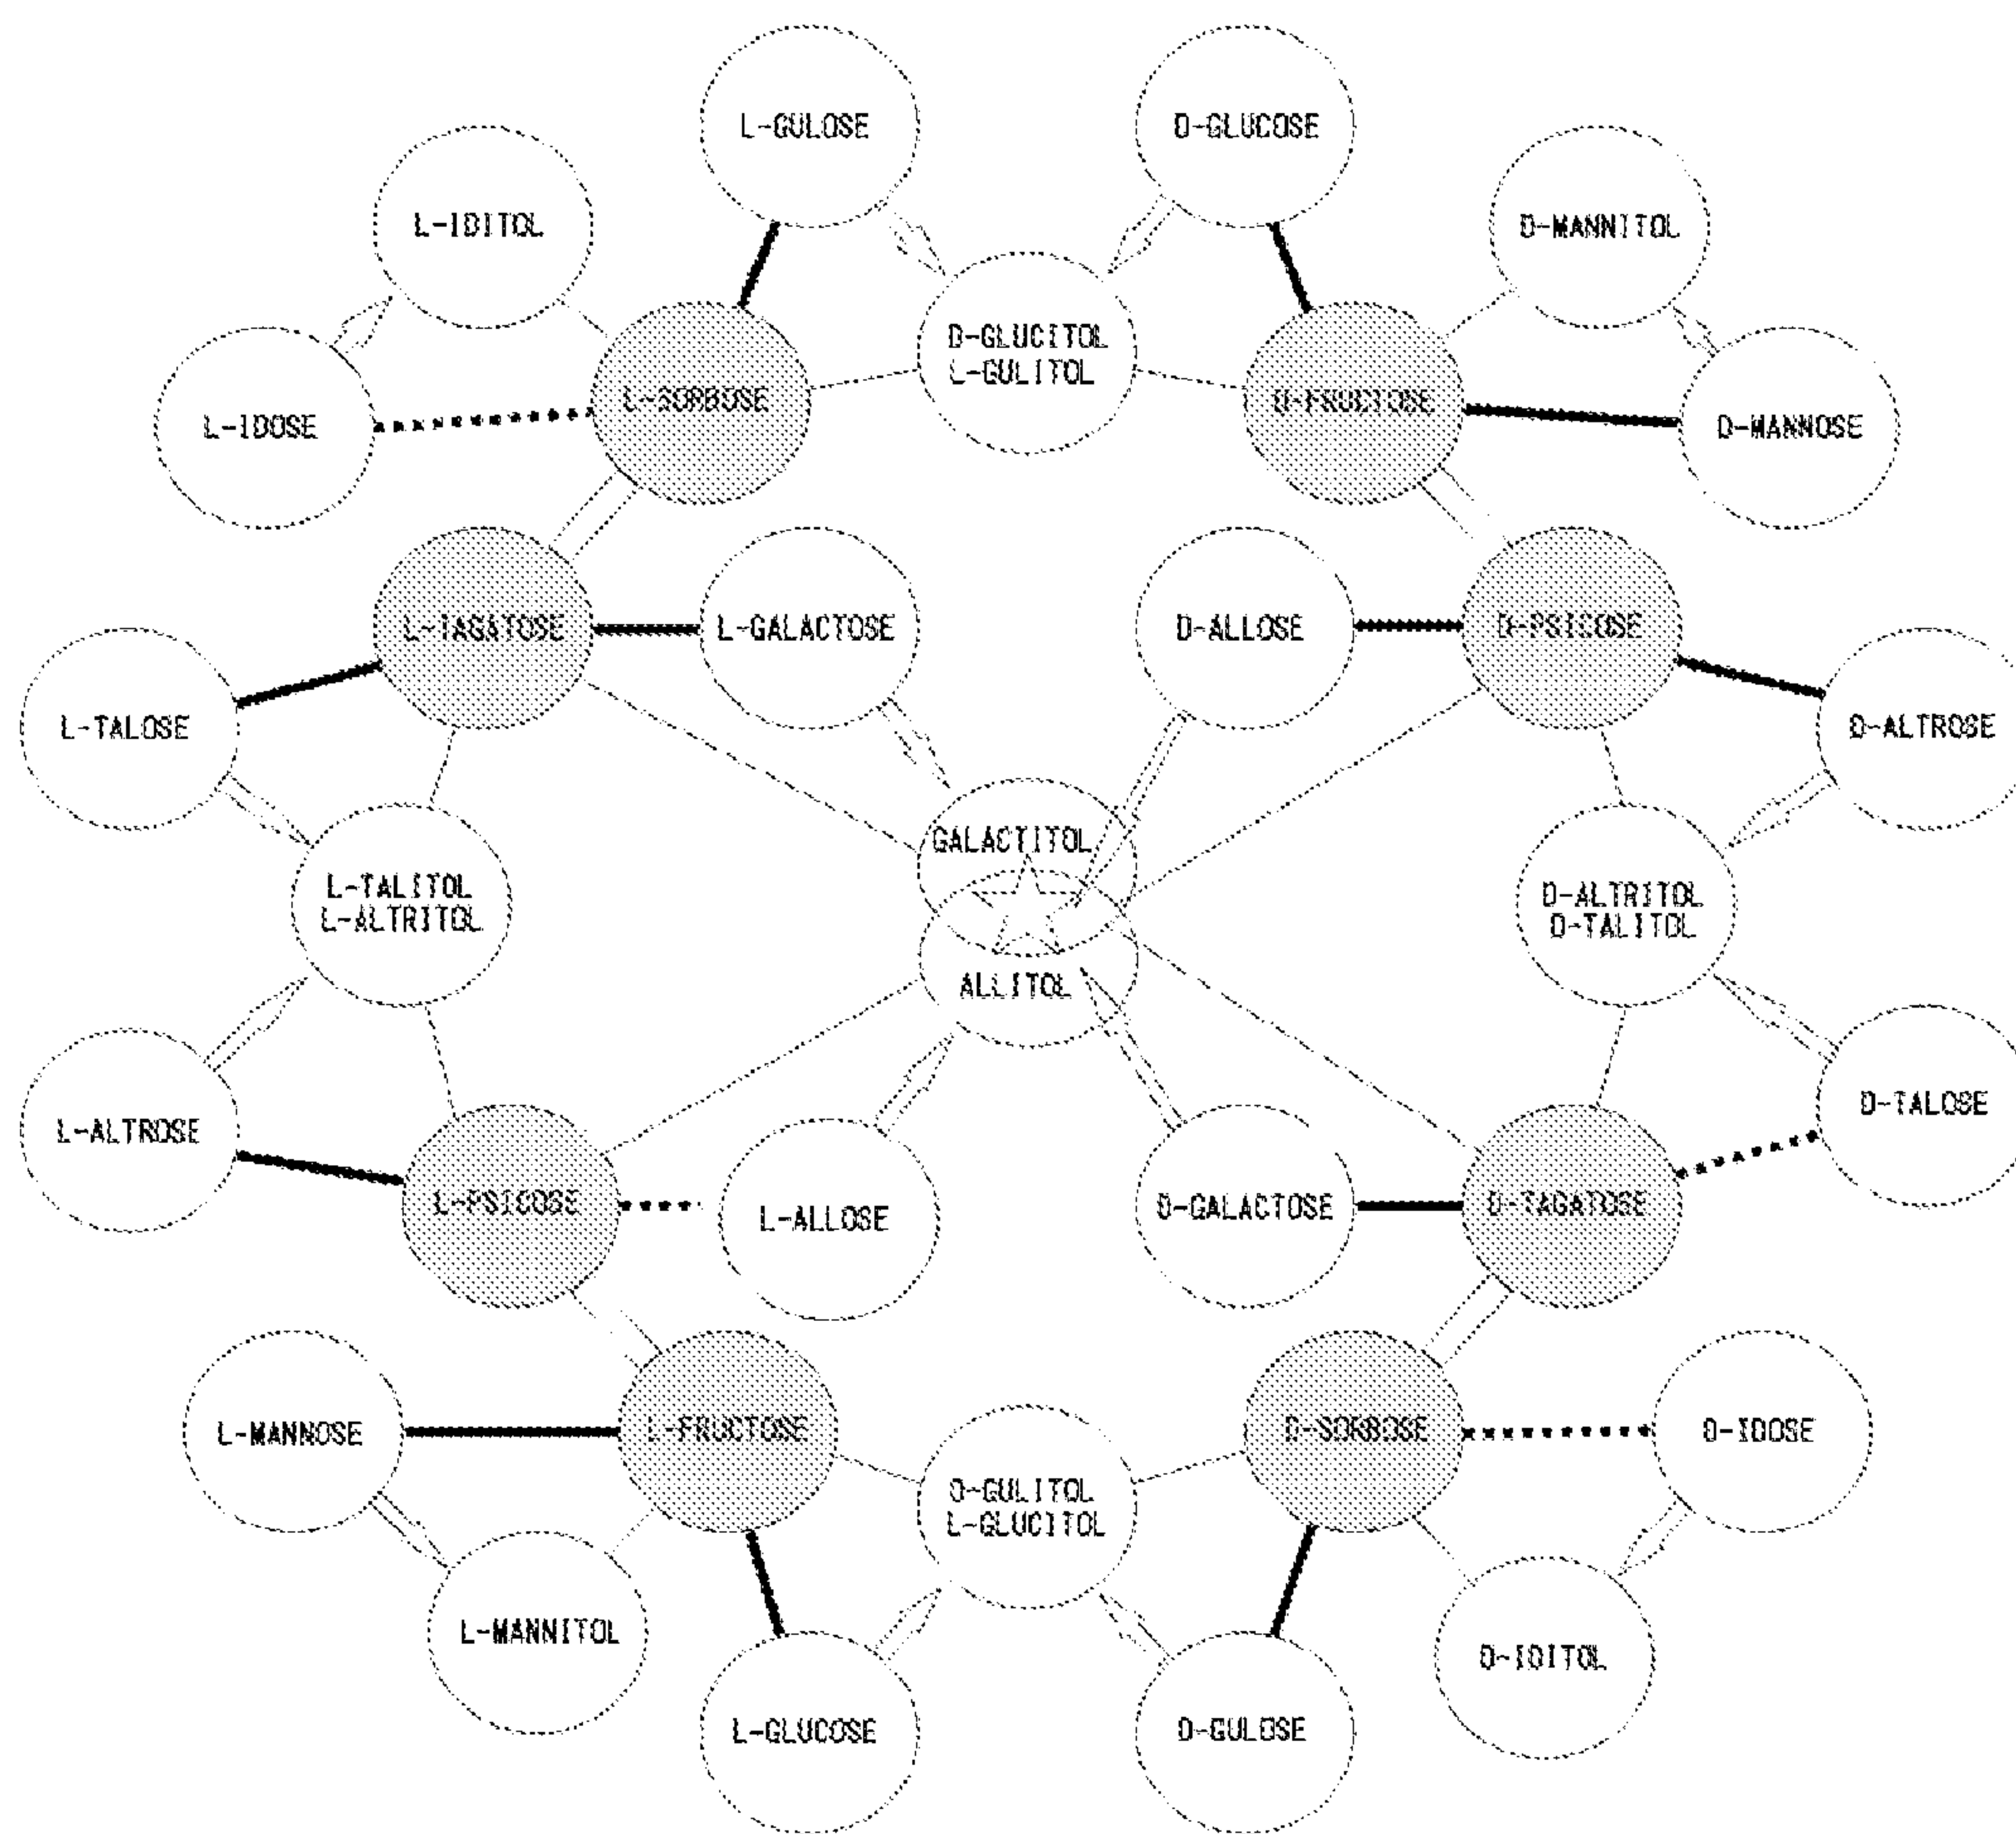 L-GULOSE
D-GLUCOSE
L-IDITOL
D-MANNITOL
D-GLUCITOL
L-GULITOL
L-SORBOSE
D-FRUCTOSE
L-IDOSE
D-MANNOSE
L-TAGATOSE
L-GALACTOSE
D-ALLOSE
D-PSICOSE
L-TALOSE
D-ALTROSE
GALACTITOL
L-TALITOL
L-ALTRITOL
D-ALTRITOL
D-TALITOL
ALLITOL
L-ALTROSE
D-TALOSE
L-PSICOSE
L-ALLOSE
D-GALACTOSE
D-TAGATOSE
L-MANNOSE
L-FRUCTOSE
D-SORBOSE
D-IDOSE
D-GULITOL
L-GLUCITOL
L-MANNITOL
D-IDITOL
L-GLUCOSE
D-GULOSE